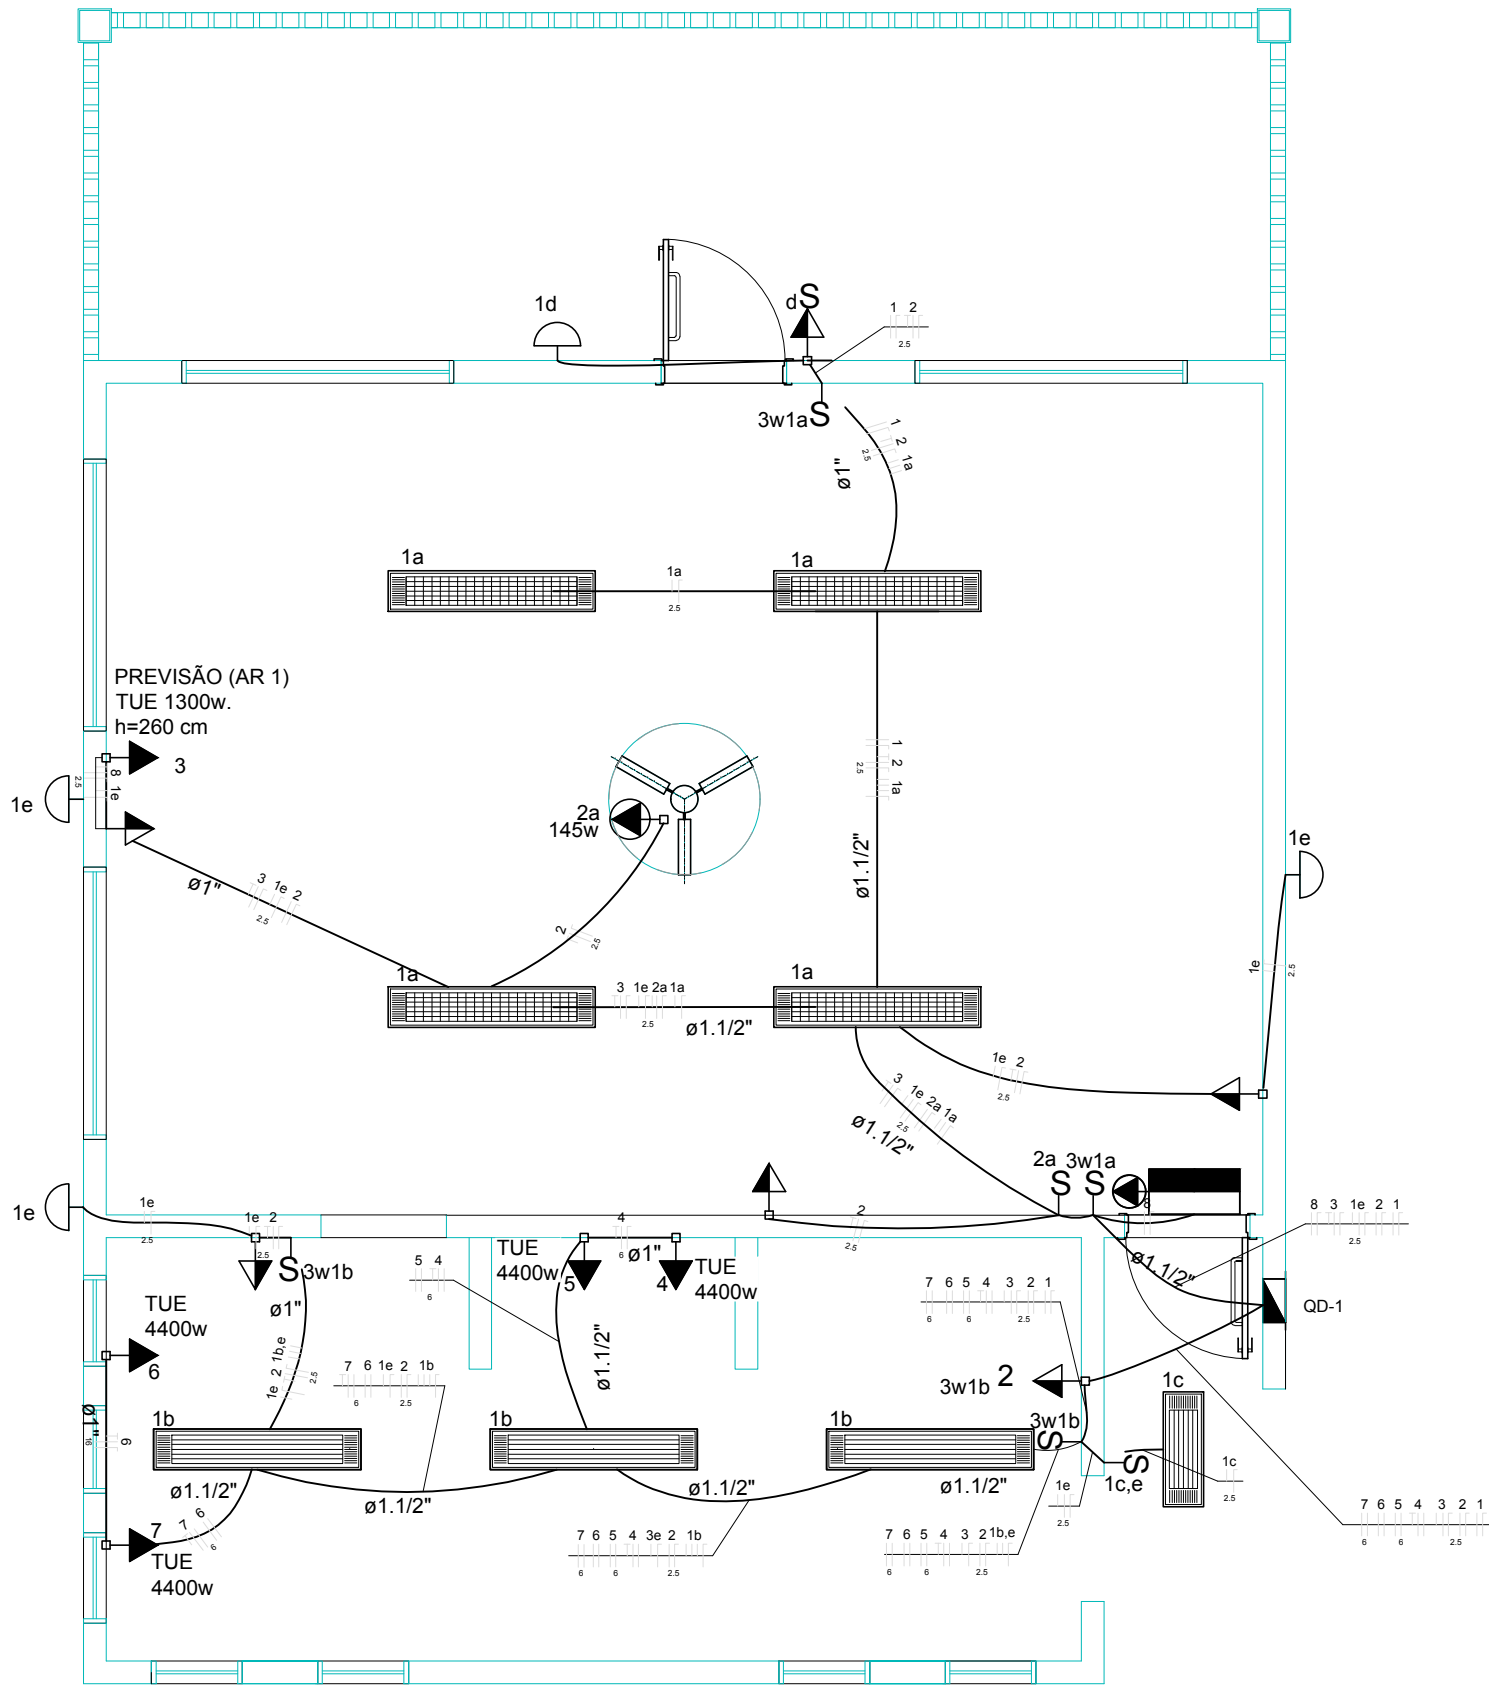 1d
dS
1 2
2.5
3w1aS
1
2
1a
2.5
ø1"
1a
1a
1a
2.5
PREVISÃO (AR 1)
TUE 1300w.
h=260 cm
3
8 1e
2.5
1e
2a
145w
1
2
1a
2.5
ø1.1/2"
1e
ø1"
3 1e 2
2.5
2
2.5
1a
1a
3 1e 2a 1a
2.5
ø1.1/2"
1e
2.5
1e 2
2.5
3 1e 2a 1a
2.5
ø1.1/2"
2a 3w1a
S S
8
1e
1e
2.5
1e 2
2.5
S3w1b
ø1"
2
2.5
4
6
ø1"
TUE
4400w
5
4
TUE
4400w
5 4
6
8 3 1e 2 1
2.5
ø1.1/2"
QD-1
7 6 5 4 3 2 1
6 6 2.5
TUE
4400w
6
ø1"
6
16
1e 2 1b,e
2.5
7 6 1e 2 1b
6 2.5
ø1.1/2"
3w1b 2
1c
3w1b
S
S
1c,e
1c
2.5
1e
2.5
1b
1b
1b
ø1.1/2"
ø1.1/2"
ø1.1/2"
ø1.1/2"
7 6
6
7
TUE
4400w
7 6 5 4 3e 2 1b
6 6 2.5
7 6 5 4 3 2 1b,e
6 6 2.5
7 6 5 4 3 2 1
6 6 2.5